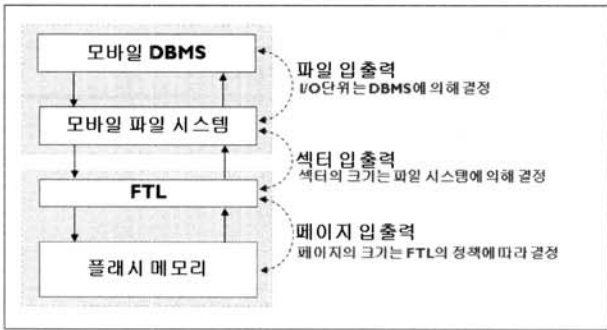 모바일 DBMS
파일 입출력
I/O단위는 DBMS에 의해 결정
모바일 파일 시스템
섹터 입출력
섹터의 크기는 파일 시스템에 의해 결정
FTL
페이지 입출력
페이지의 크기는 FTL의 정책에 따라 결정
플래시 메모리